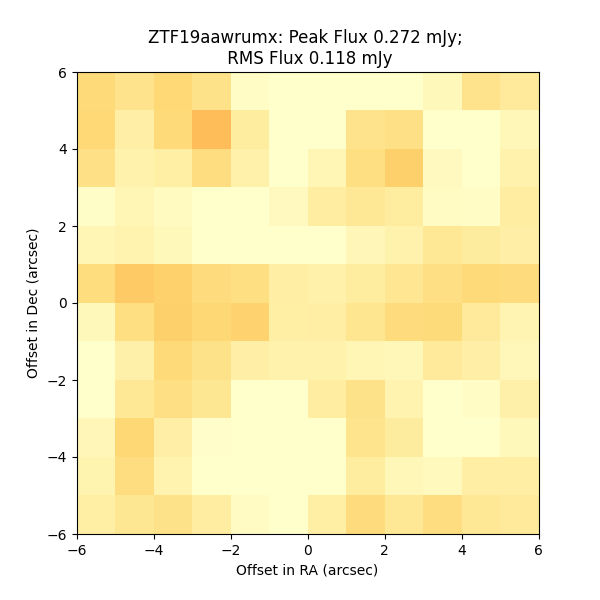 ZTF19aawrumx: Peak Flux 0.272 mJy;
RMS Flux 0.118 mJy
6
4
2
0
−2
−4
−6
Offset in Dec (arcsec)
−6 −4 −2 0 2 4 6
Offset in RA (arcsec)